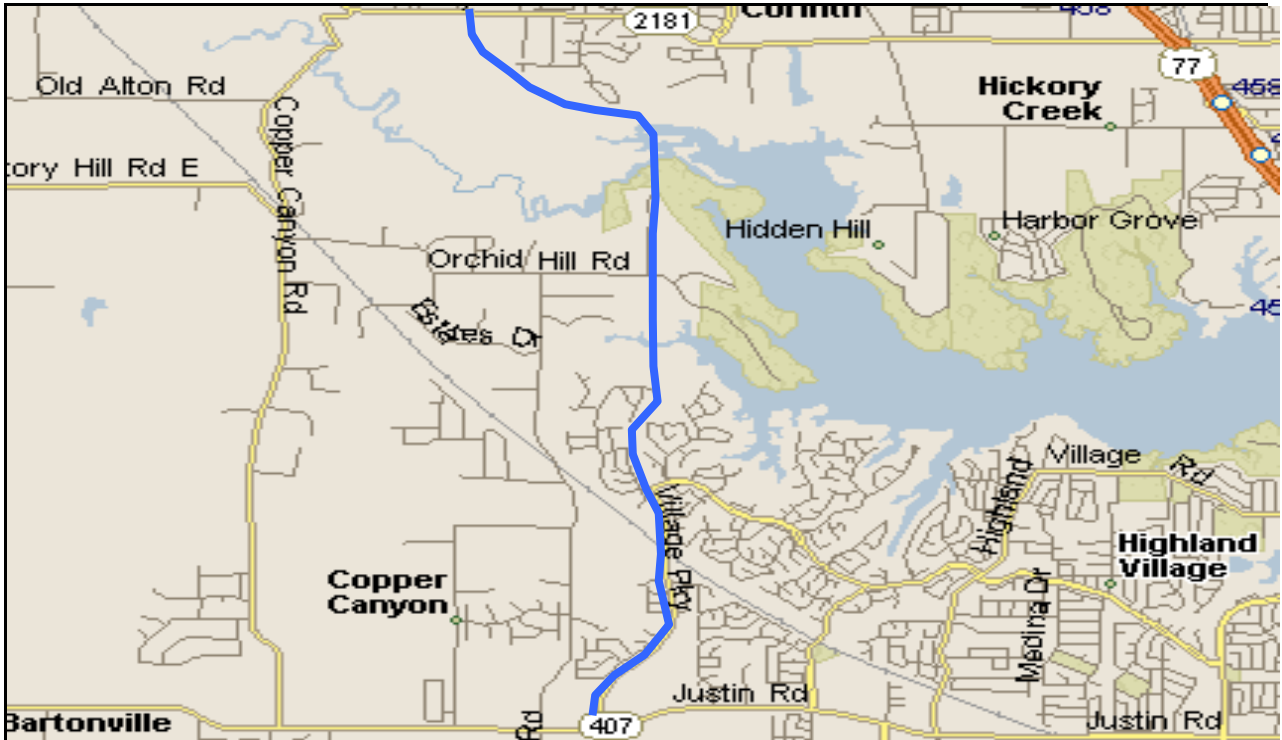 Corinth
2181
77
Old Alton Rd
Hickory
Creek
Copper Canyon Rd
tory Hill Rd E
Hidden Hill
Harbor Grove
Orchid Hill Rd
Estates Dr
Village Rd
Highland
Village Pky
Highland
Village
Copper
Canyon
Medina Dr
Justin Rd
Bartonville
Rd
407
Justin Rd